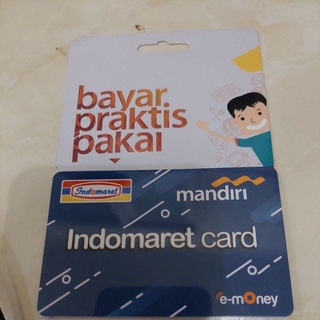 bayar
praktis
pakai
Indomaret
mandiri
Indomaret card
e-money